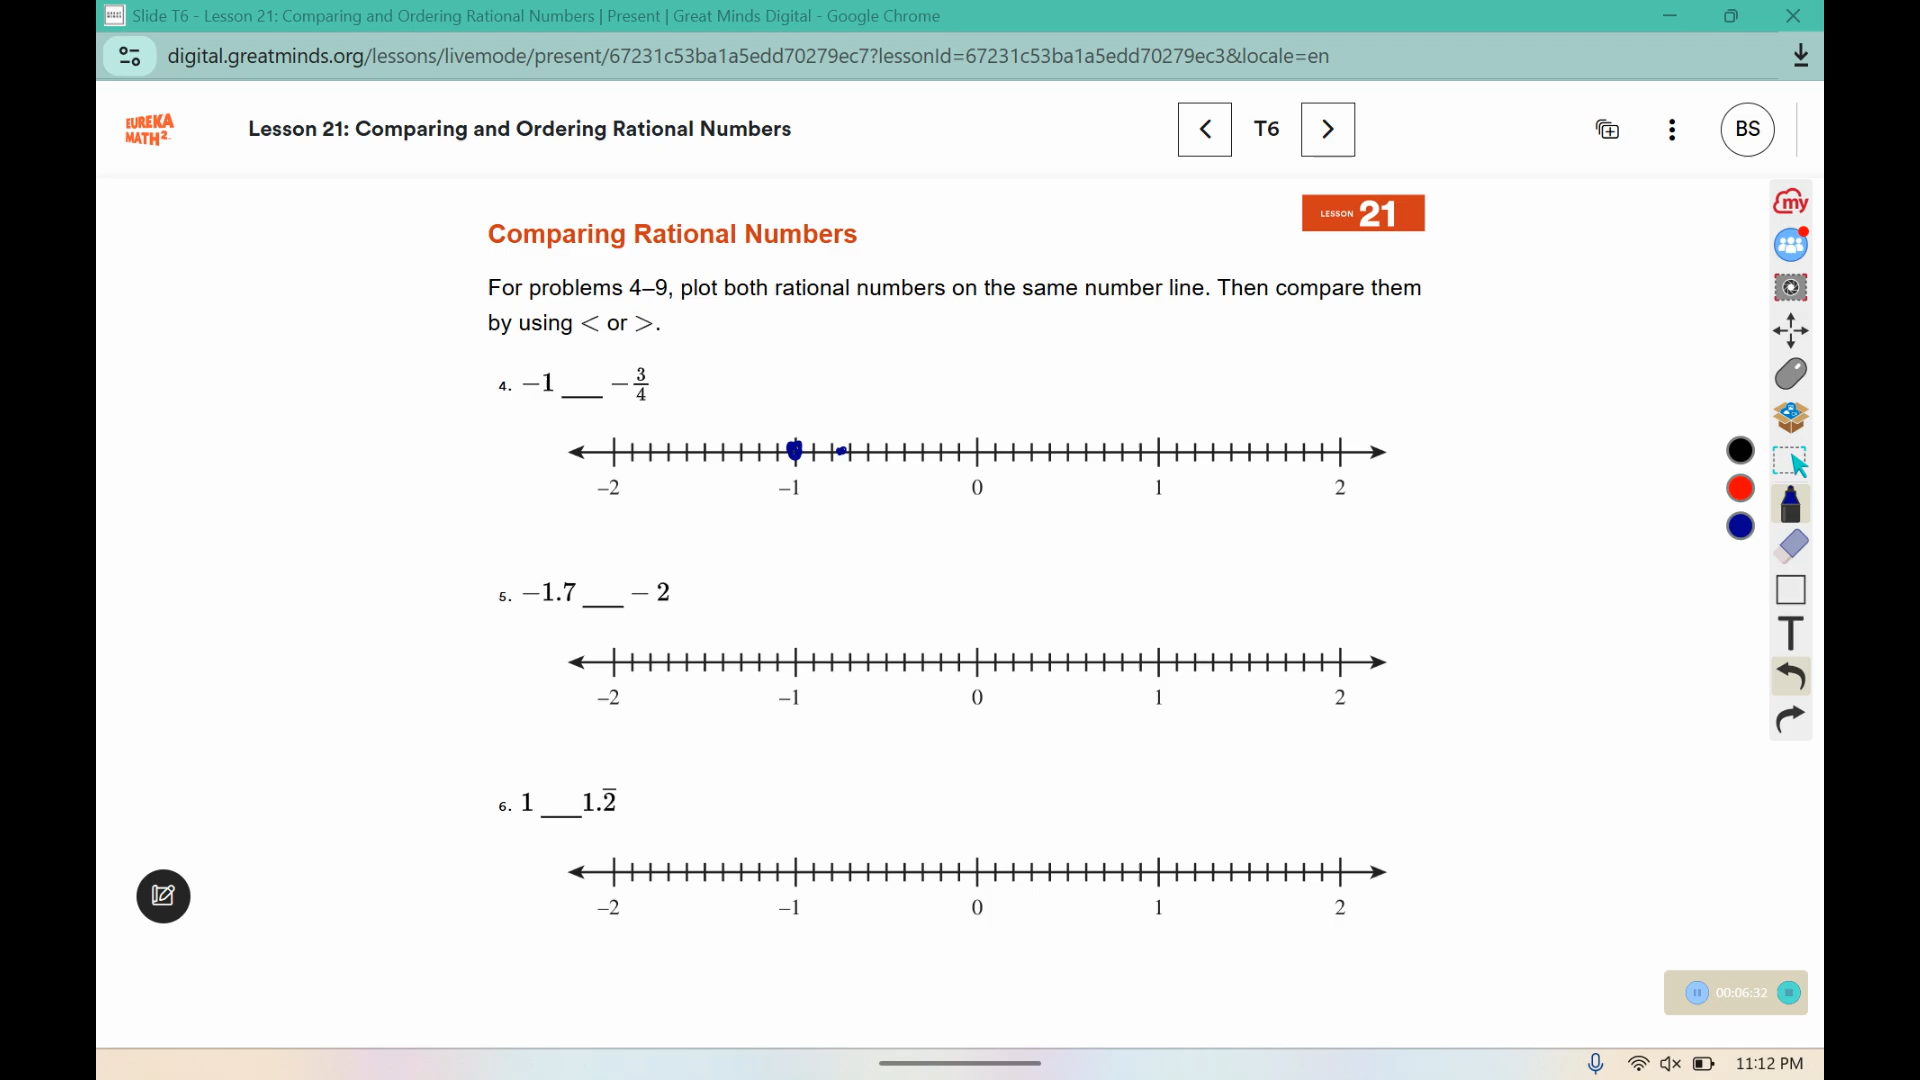 Slide T6 - Lesson 21: Comparing and Ordering Rational Numbers | Present | Great Minds Digital - Google Chrome
digital.greatminds.org/lessons/livemode/present/67231c53ba1a5edd70279ec7?lessonId=67231c53ba1a5edd70279ec3&locale=en
EUREKA
MATH²
Lesson 21: Comparing and Ordering Rational Numbers
T6
BS
LESSON 21
my
Comparing Rational Numbers
For problems 4–9, plot both rational numbers on the same number line. Then compare them
by using < or >.
4. −1 ___ −3/4
−2 −1 0 1 2
5. −1.7 ___ − 2
−2 −1 0 1 2
6. 1 ___ 1.2̅
−2 −1 0 1 2
T
00:06:32
11:12 PM